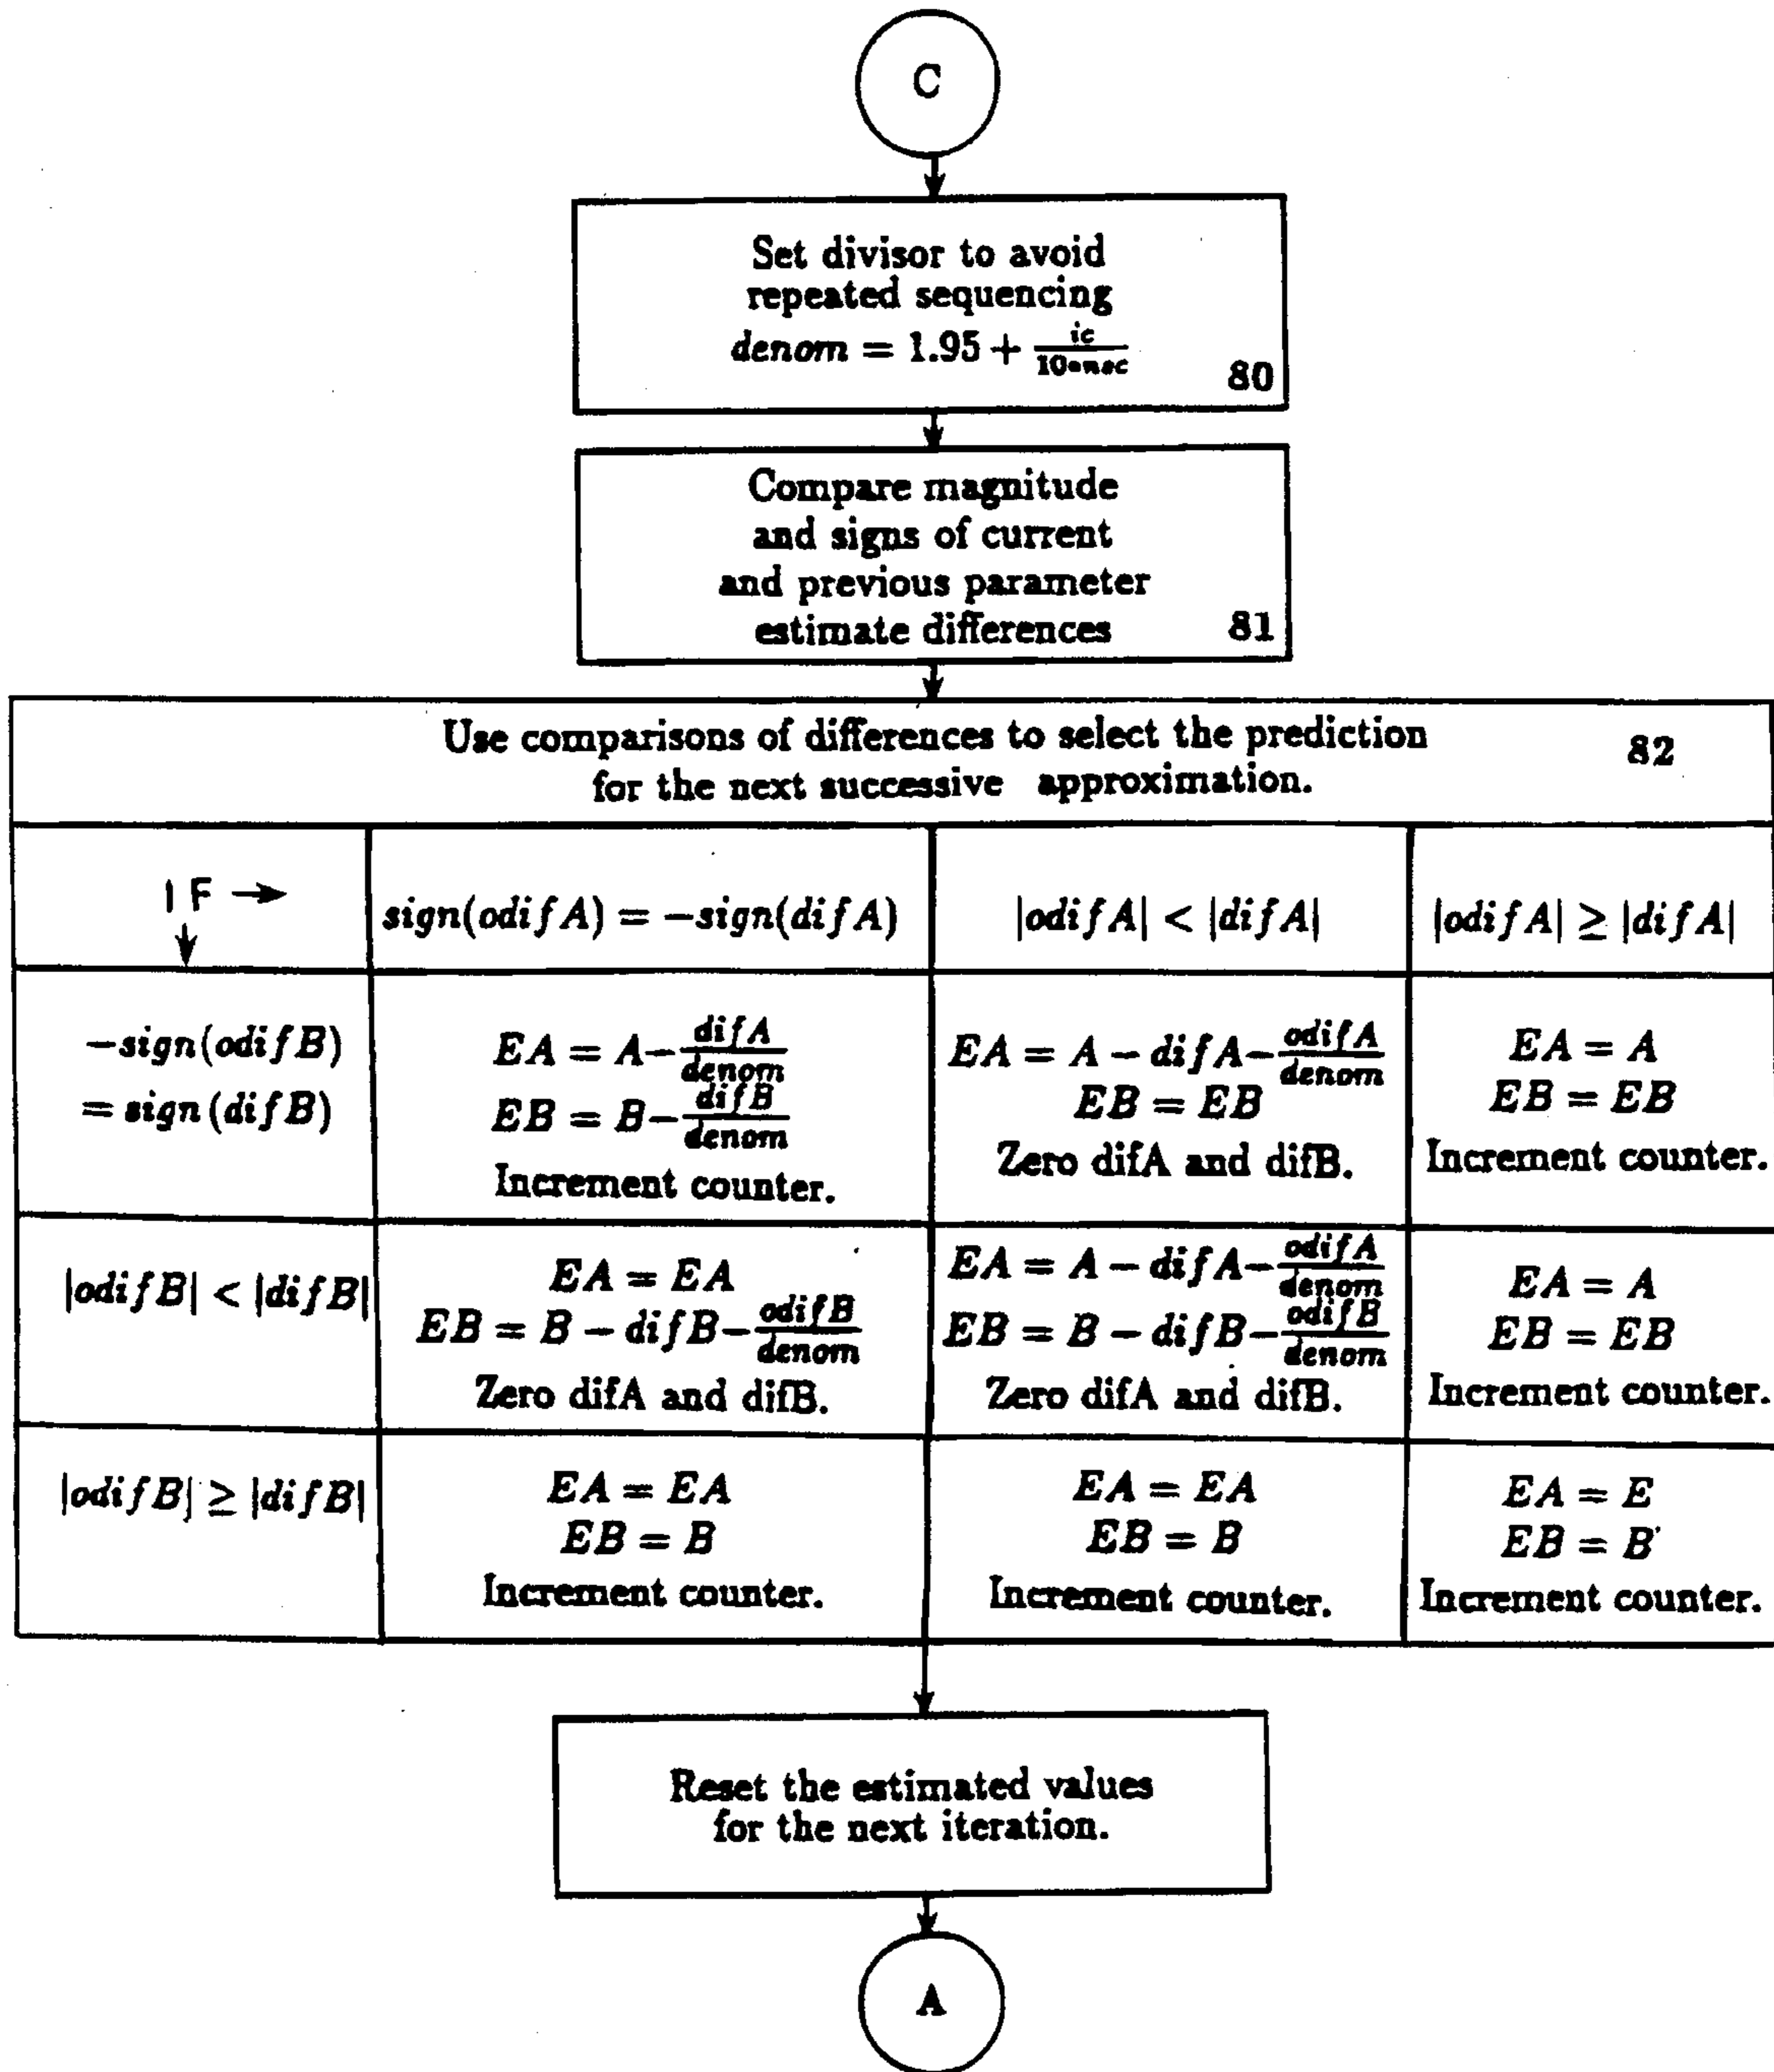 C
Set divisor to avoid
repeated sequencing
denom = 1.95 + ic/10*nsc
80
Compare magnitude
and signs of current
and previous parameter
estimate differences
81
Use comparisons of differences to select the prediction
for the next successive approximation.
82
IF →
↓
sign(odifA) = −sign(difA)
|odifA| < |difA|
|odifA| ≥ |difA|
−sign(odifB)
= sign(difB)
EA = A − difA/denom
EB = B − difB/denom
Increment counter.
EA = A − difA − odifA/denom
EB = EB
Zero difA and difB.
EA = A
EB = EB
Increment counter.
|odifB| < |difB|
EA = EA
EB = B − difB − odifB/denom
Zero difA and difB.
EA = A − difA − odifA/denom
EB = B − difB − odifB/denom
Zero difA and difB.
EA = A
EB = EB
Increment counter.
|odifB| ≥ |difB|
EA = EA
EB = B
Increment counter.
EA = EA
EB = B
Increment counter.
EA = E
EB = B
Increment counter.
Reset the estimated values
for the next iteration.
A